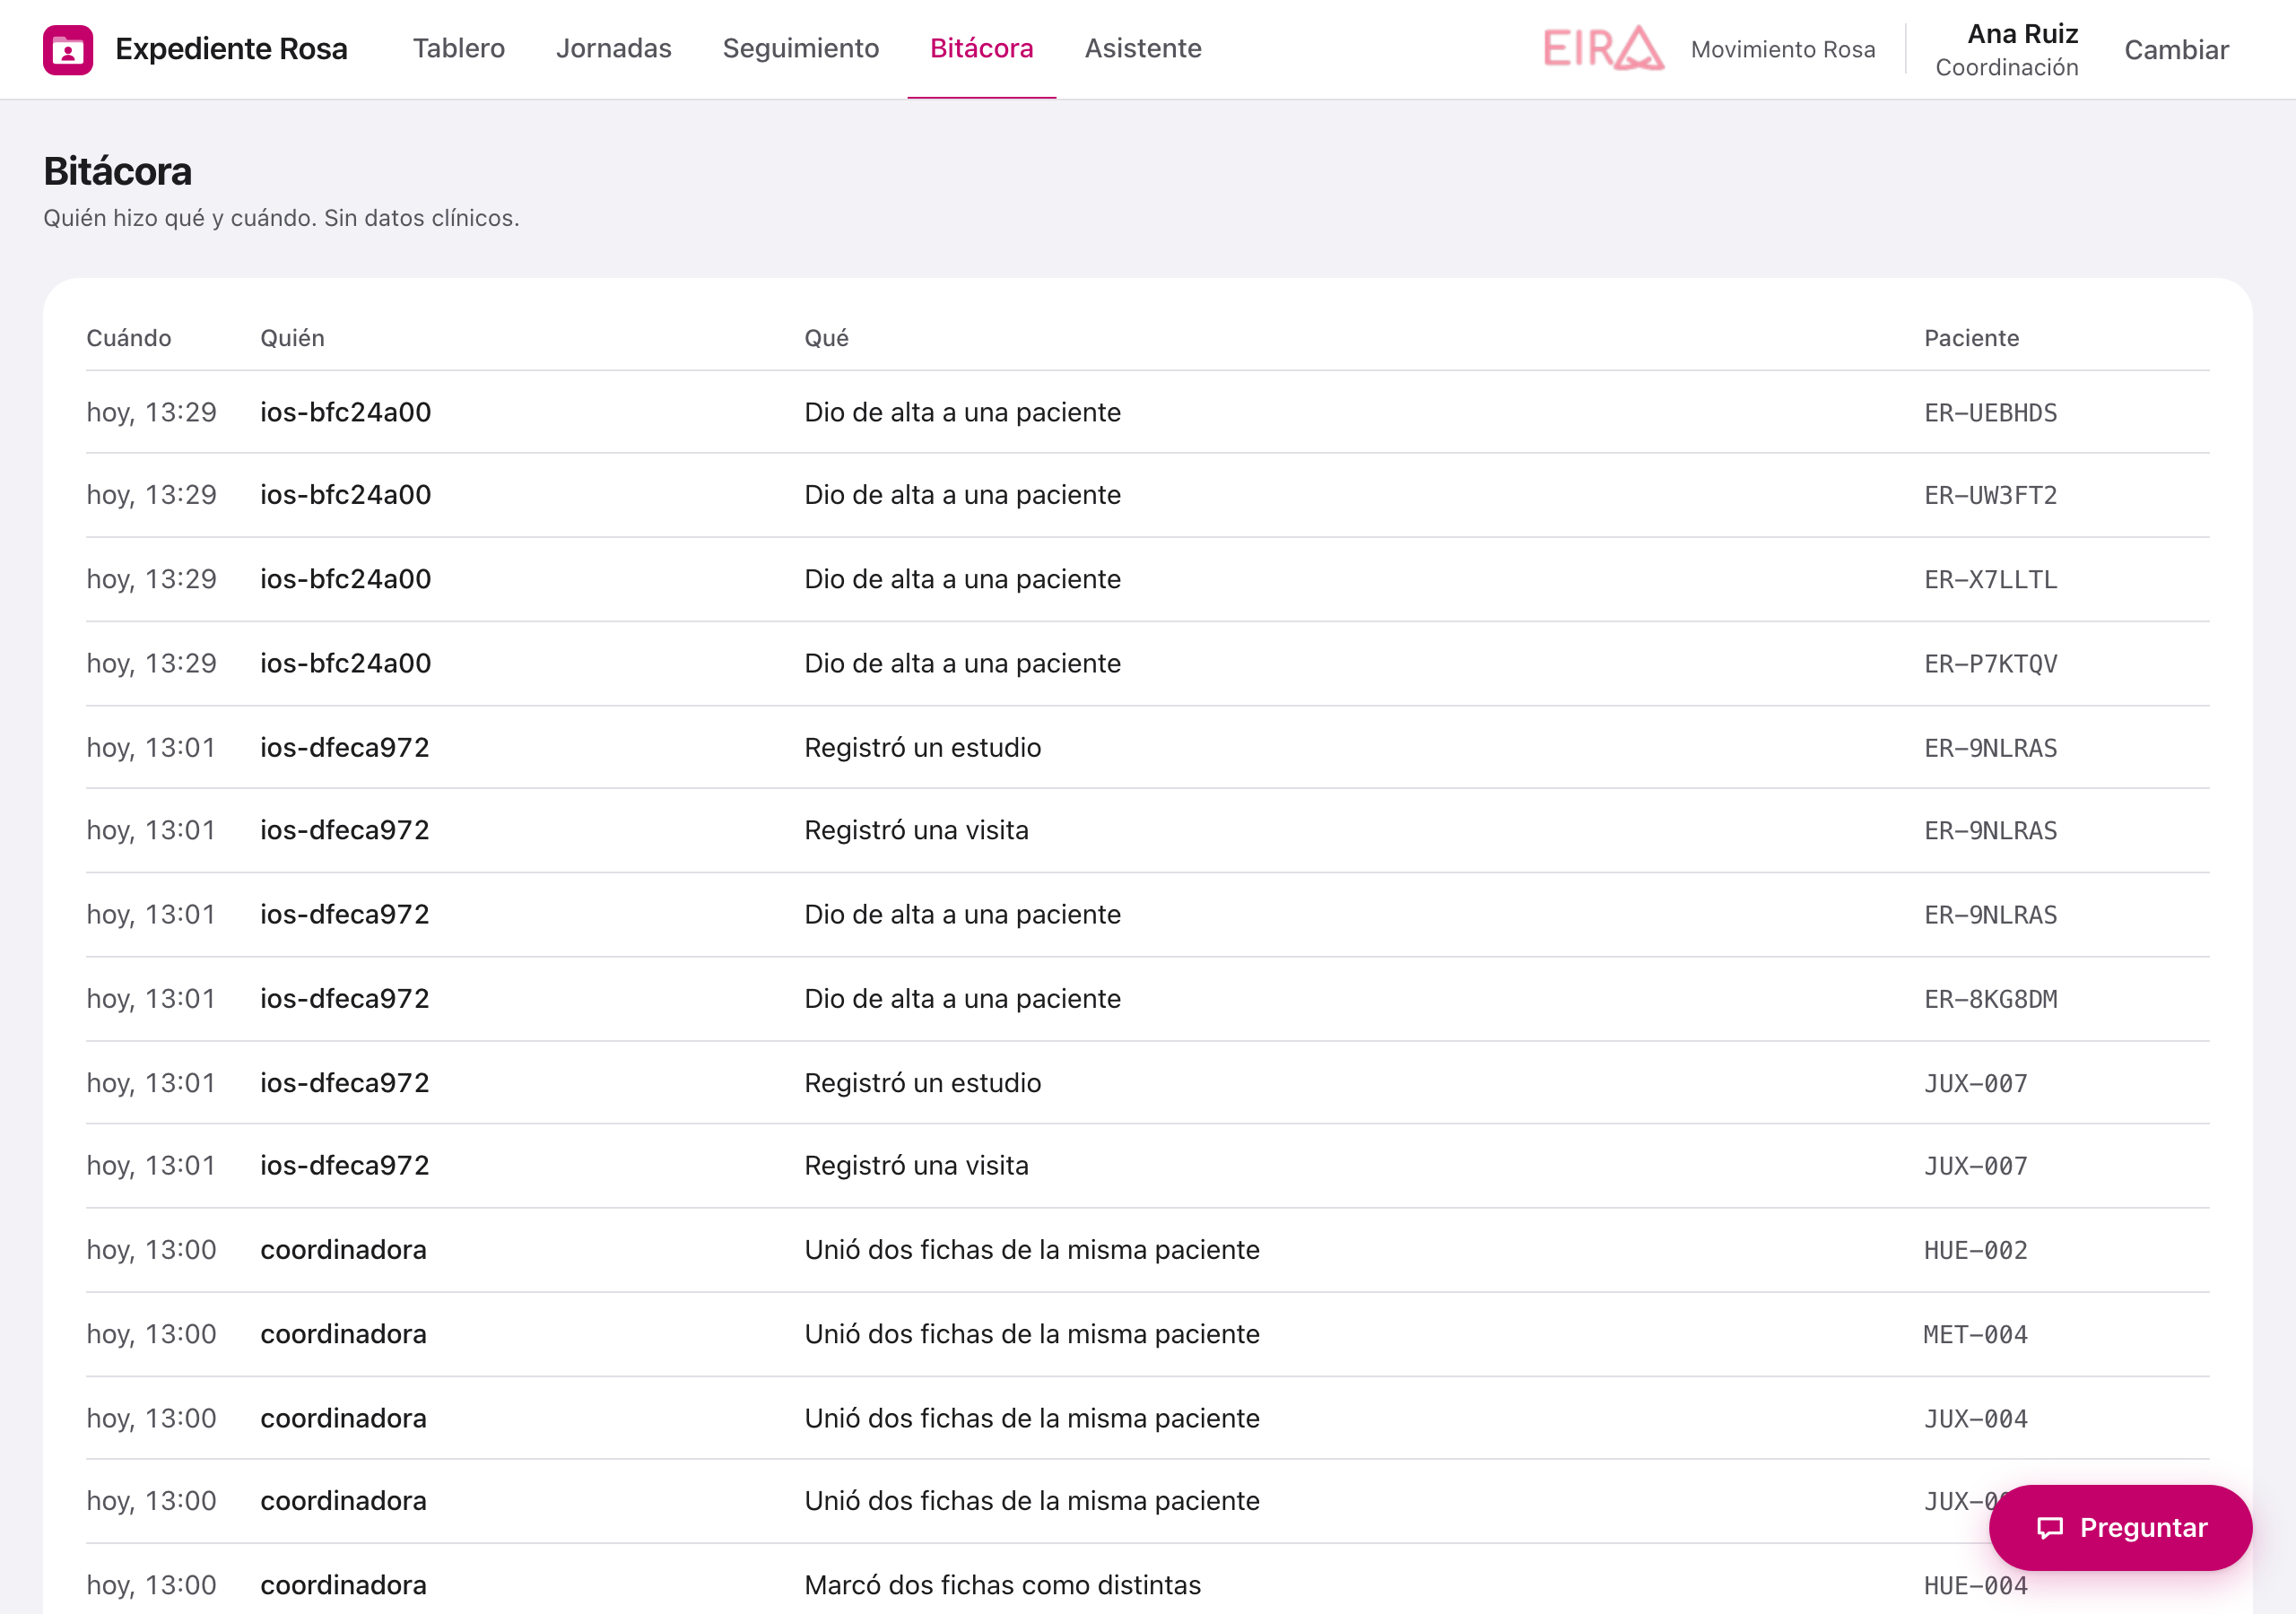 Expediente Rosa Tablero Jornadas Seguimiento Bitácora Asistente EIRA Movimiento Rosa Ana Ruiz Coordinación Cambiar
Bitácora
Quién hizo qué y cuándo. Sin datos clínicos.
Cuándo Quién Qué Paciente
hoy, 13:29 ios-bfc24a00 Dio de alta a una paciente ER-UEBHDS
hoy, 13:29 ios-bfc24a00 Dio de alta a una paciente ER-UW3FT2
hoy, 13:29 ios-bfc24a00 Dio de alta a una paciente ER-X7LLTL
hoy, 13:29 ios-bfc24a00 Dio de alta a una paciente ER-P7KTQV
hoy, 13:01 ios-dfeca972 Registró un estudio ER-9NLRAS
hoy, 13:01 ios-dfeca972 Registró una visita ER-9NLRAS
hoy, 13:01 ios-dfeca972 Dio de alta a una paciente ER-9NLRAS
hoy, 13:01 ios-dfeca972 Dio de alta a una paciente ER-8KG8DM
hoy, 13:01 ios-dfeca972 Registró un estudio JUX-007
hoy, 13:01 ios-dfeca972 Registró una visita JUX-007
hoy, 13:00 coordinadora Unió dos fichas de la misma paciente HUE-002
hoy, 13:00 coordinadora Unió dos fichas de la misma paciente MET-004
hoy, 13:00 coordinadora Unió dos fichas de la misma paciente JUX-004
hoy, 13:00 coordinadora Unió dos fichas de la misma paciente
Preguntar
hoy, 13:00 coordinadora Marcó dos fichas como distintas HUE-004